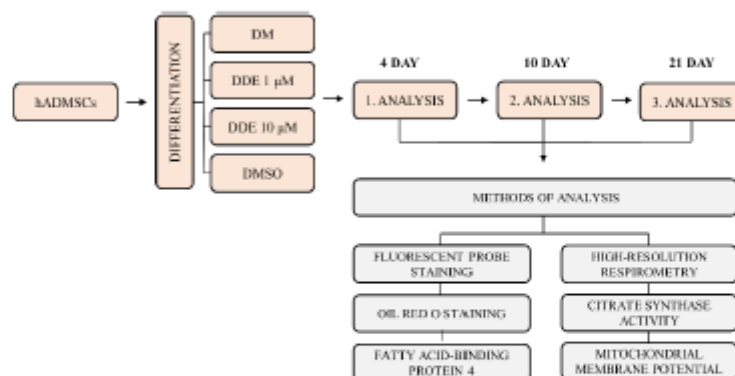 hADMSCs
DIFFERENTIATION
DM
DDE 1 µM
DDE 10 µM
DMSO
4 DAY
10 DAY
21 DAY
1. ANALYSIS
2. ANALYSIS
3. ANALYSIS
METHODS OF ANALYSIS
FLUORESCENT PROBE
STAINING
OIL RED O STAINING
FATTY ACID-BINDING
PROTEIN 4
HIGH-RESOLUTION
RESPIROMETRY
CITRATE SYNTHASE
ACTIVITY
MITOCHONDRIAL
MEMBRANE POTENTIAL